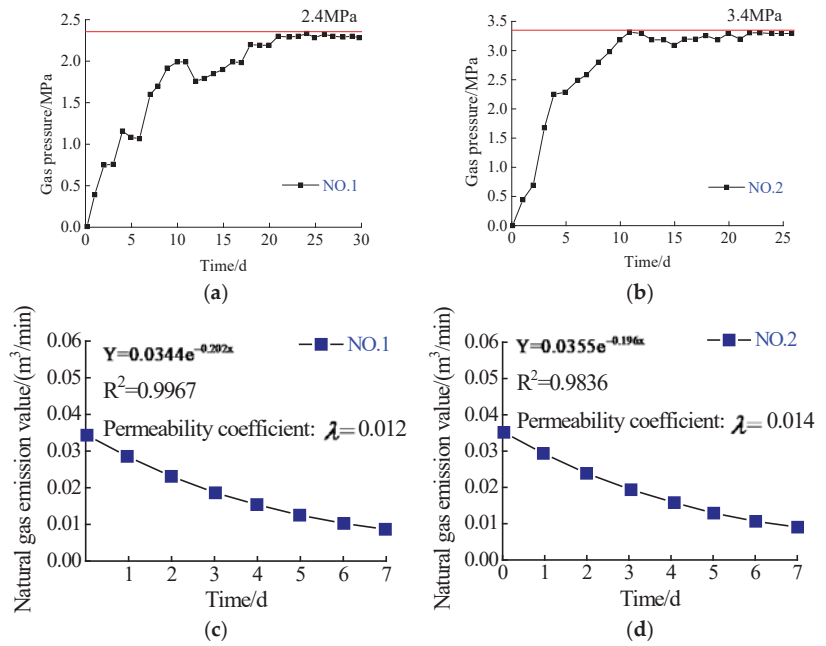 2.4MPa
2.5
2.0
1.5
1.0
0.5
0.0
Gas pressure/MPa
NO.1
0 5 10 15 20 25 30
Time/d
(a)
3.4MPa
3.5
3.0
2.5
2.0
1.5
1.0
0.5
0.0
Gas pressure/MPa
NO.2
0 5 10 15 20 25
Time/d
(b)
Natural gas emission value/(m³/min)
0.06
0.05
0.04
0.03
0.02
0.01
0.00
Y=0.0344e⁻⁰·²⁰²ˣ
NO.1
R²=0.9967
Permeability coefficient: λ=0.012
1 2 3 4 5 6 7
Time/d
(c)
Natural gas emission value/(m³/min)
0.06
0.05
0.04
0.03
0.02
0.01
0.00
Y=0.0355e⁻⁰·¹⁹⁶ˣ
NO.2
R²=0.9836
Permeability coefficient: λ=0.014
0 1 2 3 4 5 6 7
Time/d
(d)